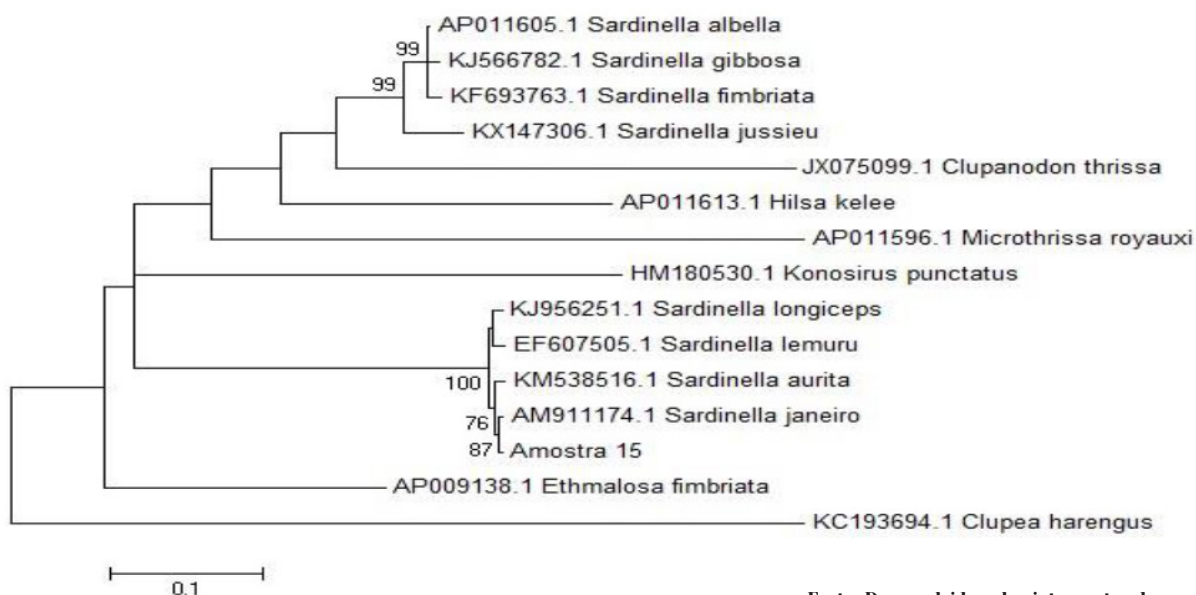 AP011605.1 Sardinella albella
99
KJ566782.1 Sardinella gibbosa
99
KF693763.1 Sardinella fimbriata
KX147306.1 Sardinella jussieu
JX075099.1 Clupanodon thrissa
AP011613.1 Hilsa kelee
AP011596.1 Microthrissa royauxi
HM180530.1 Konosirus punctatus
KJ956251.1 Sardinella longiceps
EF607505.1 Sardinella lemuru
100
KM538516.1 Sardinella aurita
76
AM911174.1 Sardinella janeiro
87
Amostra 15
AP009138.1 Ethmalosa fimbriata
KC193694.1 Clupea harengus
0.1